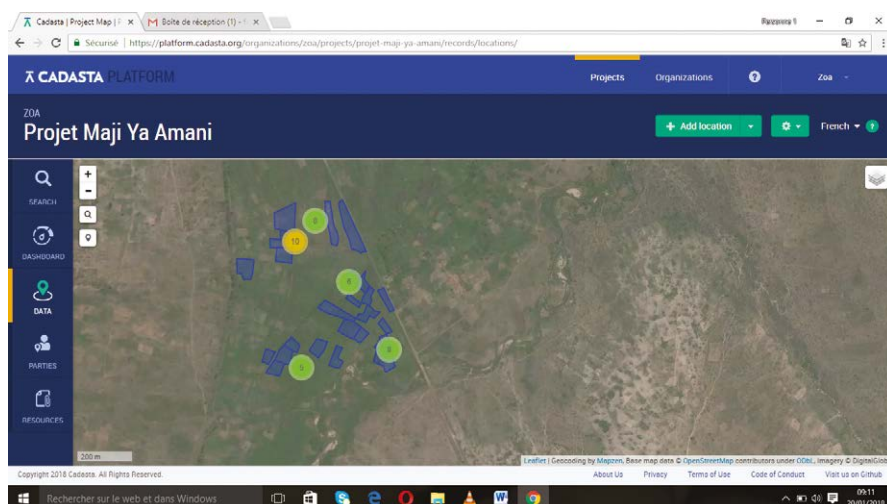 Cadasta | Project Map |
Boîte de réception (1) -
Sécurisé | https://platform.cadasta.org/organizations/zoa/projects/projet-maji-ya-amani/records/locations/
CADASTA PLATFORM
Projects
Organizations
Zoa
ZOA
Projet Maji Ya Amani
+ Add location
French
SEARCH
DASHBOARD
DATA
PARTIES
RESOURCES
10
5
200 m
Leaflet | Geocoding by Mapzen, Base map data © OpenStreetMap contributors under ODbL, Imagery © DigitalGlob
Copyright 2018 Cadasta. All Rights Reserved.
About Us
Privacy
Terms of Use
Code of Conduct
Visit us on Github
Rechercher sur le web et dans Windows
09:11
20/01/2018